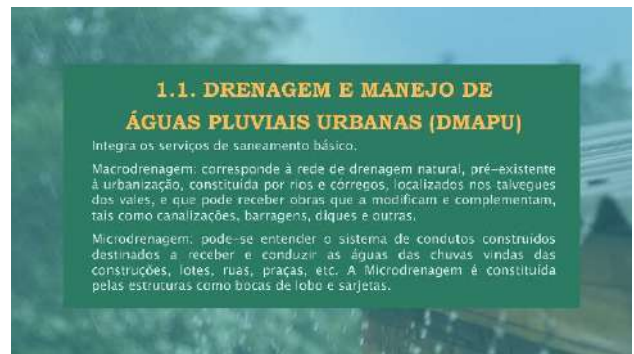 1.1. DRENAGEM E MANEJO DE
ÁGUAS PLUVIAIS URBANAS (DMAPU)
Integra os serviços de saneamento básico.
Macrodrenagem: corresponde à rede de drenagem natural, pré-existente
à urbanização, constituída por rios e córregos, localizados nos talvegues
dos vales, e que pode receber obras que a modificam e complementam,
tais como canalizações, barragens, diques e outras.
Microdrenagem: pode-se entender o sistema de condutos construídos
destinados a receber e conduzir as águas das chuvas vindas das
construções, lotes, ruas, praças, etc. A Microdrenagem é constituída
pelas estruturas como bocas de lobo e sarjetas.